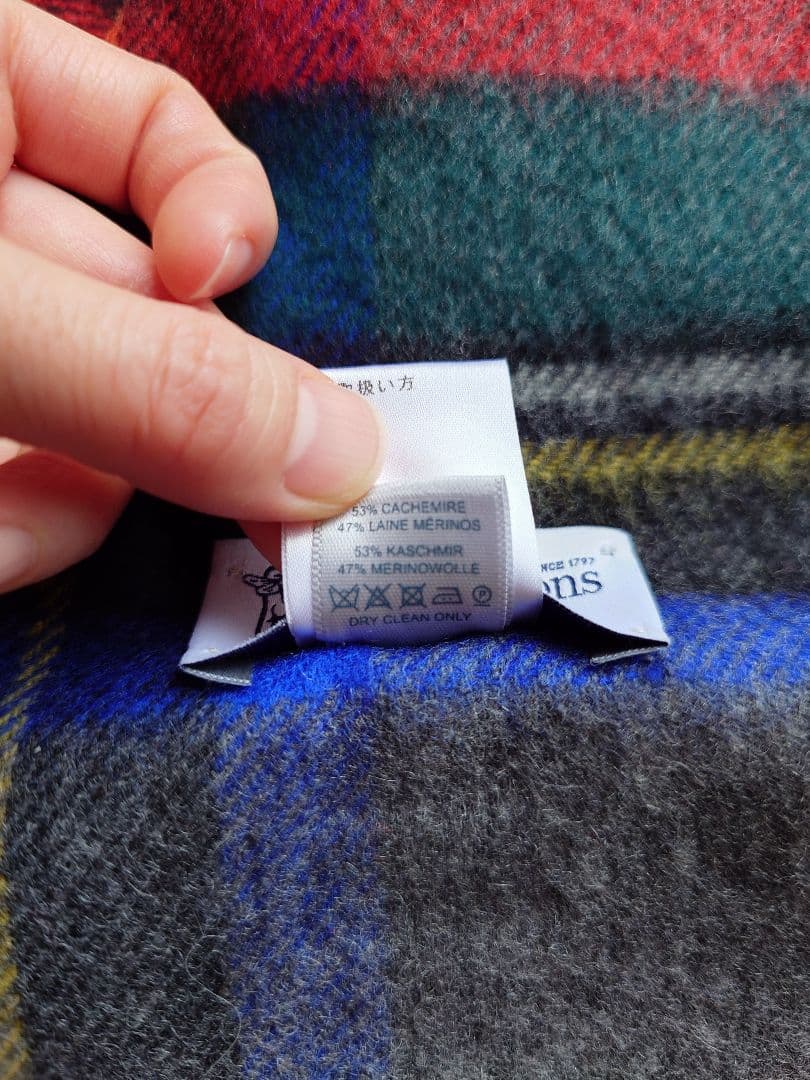 扱い方
53% CACHEMIRE
47% LAINE MÉRINOS
53% KASCHMIR
47% MERINOWOLLE
DRY CLEAN ONLY
NCE 1797
ons